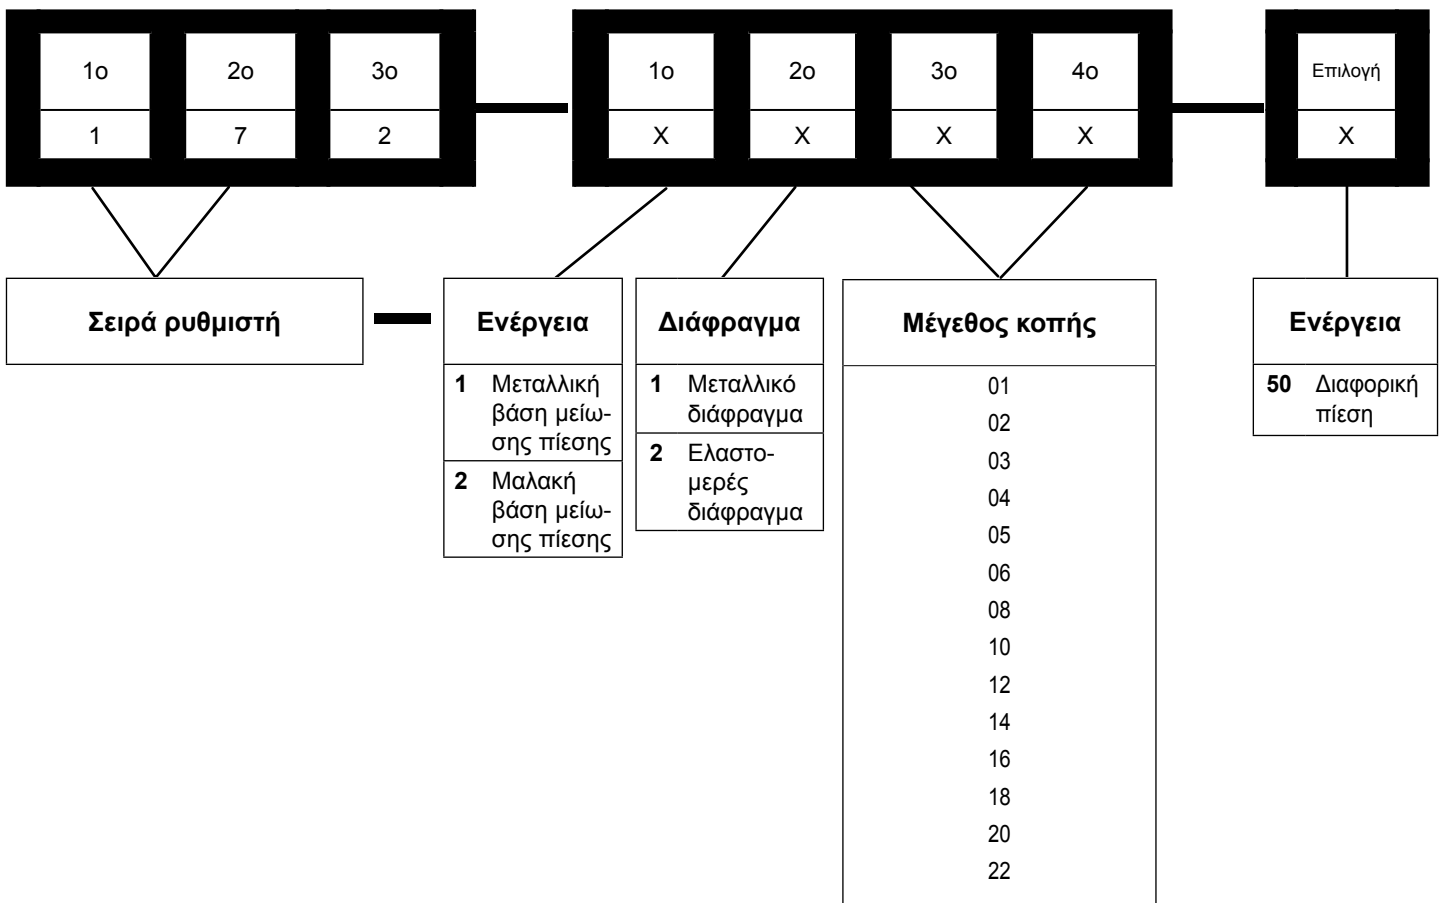 1ο 2ο 3ο 1ο 2ο 3ο 4ο Επιλογή
1 7 2 X X X X X
Σειρά ρυθμιστή
Ενέργεια
1 Μεταλλική
βάση μείω-
σης πίεσης
2 Μαλακή
βάση μείω-
σης πίεσης
Διάφραγμα
1 Μεταλλικό
διάφραγμα
2 Ελαστο-
μερές
διάφραγμα
Μέγεθος κοπής
01
02
03
04
05
06
08
10
12
14
16
18
20
22
Ενέργεια
50 Διαφορική
πίεση